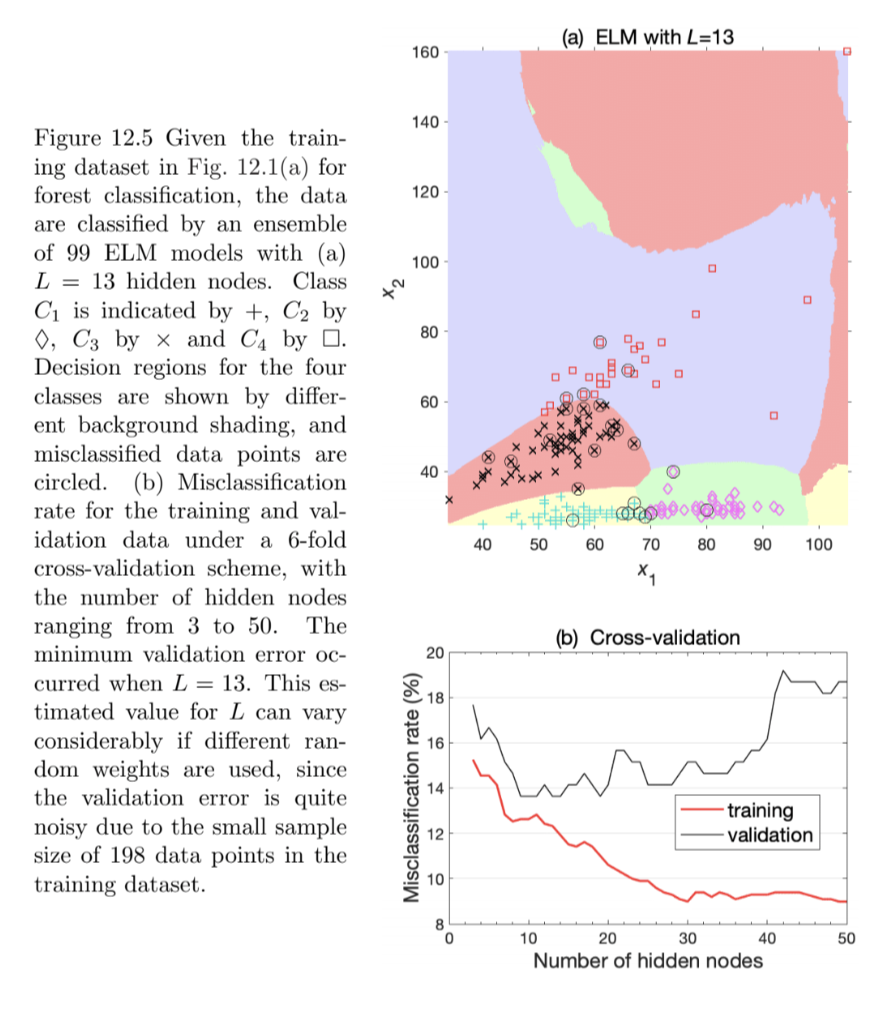 Figure 12.5 Given the train-
ing dataset in Fig. 12.1(a) for
forest classification, the data
are classified by an ensemble
of 99 ELM models with (a)
L = 13 hidden nodes. Class
C₁ is indicated by +, C₂ by
◊, C₃ by × and C₄ by □.
Decision regions for the four
classes are shown by differ-
ent background shading, and
misclassified data points are
circled. (b) Misclassification
rate for the training and val-
idation data under a 6-fold
cross-validation scheme, with
the number of hidden nodes
ranging from 3 to 50. The
minimum validation error oc-
curred when L = 13. This es-
timated value for L can vary
considerably if different ran-
dom weights are used, since
the validation error is quite
noisy due to the small sample
size of 198 data points in the
training dataset.
(a) ELM with L=13
160
140
120
100
80
60
40
x₂
40 50 60 70 80 90 100
x₁
(b) Cross-validation
20
18
16
14
12
10
8
Misclassification rate (%)
training
validation
0 10 20 30 40 50
Number of hidden nodes